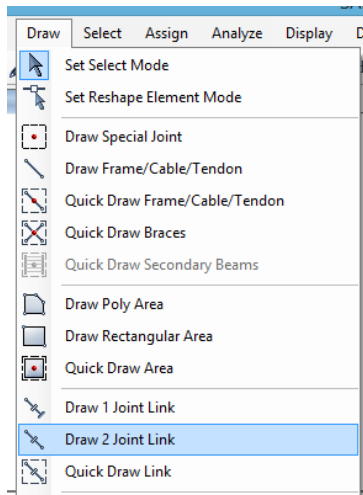 Draw Select Assign Analyze Display
Set Select Mode
Set Reshape Element Mode
Draw Special Joint
Draw Frame/Cable/Tendon
Quick Draw Frame/Cable/Tendon
Quick Draw Braces
Quick Draw Secondary Beams
Draw Poly Area
Draw Rectangular Area
Quick Draw Area
Draw 1 Joint Link
Draw 2 Joint Link
Quick Draw Link